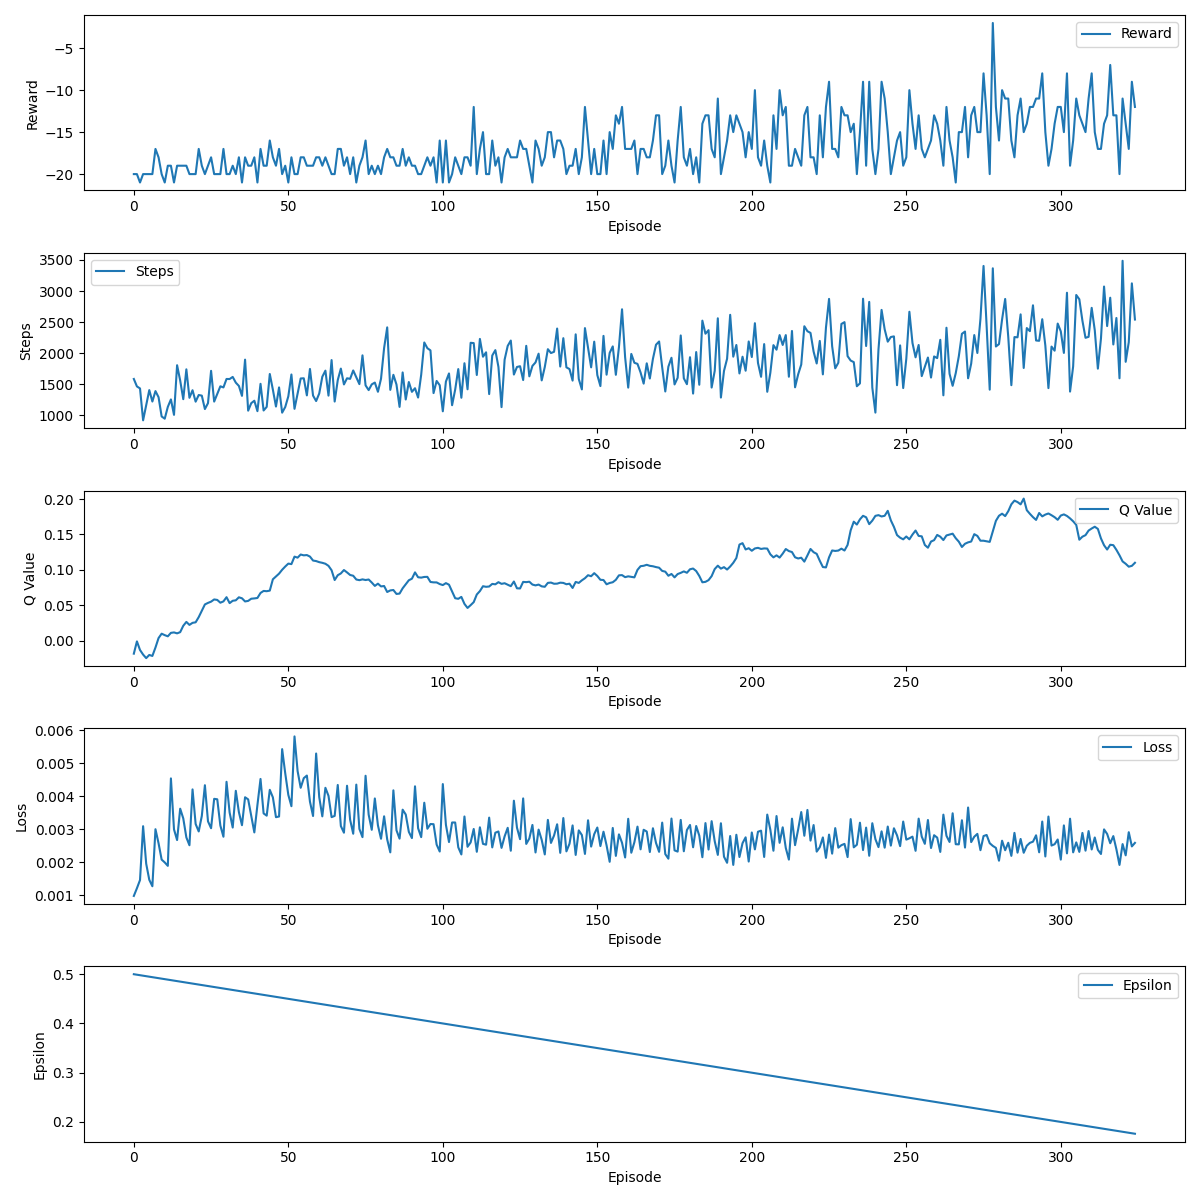 Reward
−5
−10
−15
−20
Reward
0 50 100 150 200 250 300
Episode
Steps
3500
3000
2500
2000
1500
1000
Steps
0 50 100 150 200 250 300
Episode
Q Value
0.20
0.15
0.10
0.05
0.00
Q Value
0 50 100 150 200 250 300
Episode
Loss
0.006
0.005
0.004
0.003
0.002
0.001
Loss
0 50 100 150 200 250 300
Episode
Epsilon
0.5
0.4
0.3
0.2
Epsilon
0 50 100 150 200 250 300
Episode